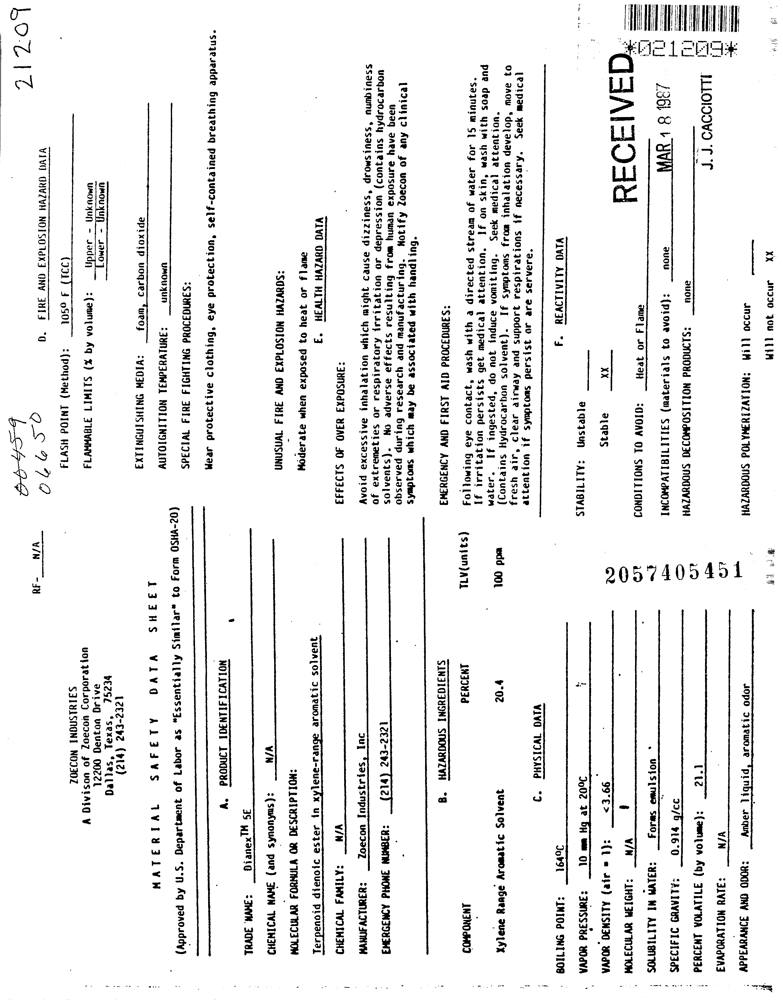 RF- N/A
00459
06650
21209
ZOECON INDUSTRIES
A Divison of Zoecon Corporation
12200 Denton Drive
Dallas, Texas, 75234
(214) 243-2321
MATERIAL SAFETY DATA SHEET
(Approved by U.S. Department of Labor as "Essentially Similar" to Form OSHA-20)
A. PRODUCT IDENTIFICATION
TRADE NAME: Dianex™ 5E
CHEMICAL NAME (and synonyms): N/A
MOLECULAR FORMULA OR DESCRIPTION:
Terpenoid dienoic ester in xylene-range aromatic solvent
CHEMICAL FAMILY: N/A
MANUFACTURER: Zoecon Industries, Inc
EMERGENCY PHONE NUMBER: (214) 243-2321
B. HAZARDOUS INGREDIENTS
COMPONENT PERCENT TLV(units)
Xylene Range Aromatic Solvent 20.4 100 ppm
C. PHYSICAL DATA
BOILING POINT: 164ºC
VAPOR PRESSURE: 10 mm Hg at 20ºC
VAPOR DENSITY (air = 1): <3.66
MOLECULAR WEIGHT: N/A
SOLUBILITY IN WATER: Forms emulsion
SPECIFIC GRAVITY: 0.914 g/cc
PERCENT VOLATILE (by volume): 21.1
EVAPORATION RATE: N/A
APPEARANCE AND ODOR: Amber liquid, aromatic odor
D. FIRE AND EXPLOSION HAZARD DATA
FLASH POINT (Method): 105º F (TCC)
FLAMMABLE LIMITS (% by volume): Upper - Unknown
Lower - Unknown
EXTINGUISHING MEDIA: foam, carbon dioxide
AUTOIGNITION TEMPERATURE: unknown
SPECIAL FIRE FIGHTING PROCEDURES:
Wear protective clothing, eye protection, self-contained breathing apparatus.
UNUSUAL FIRE AND EXPLOSION HAZARDS:
Moderate when exposed to heat or flame
E. HEALTH HAZARD DATA
EFFECTS OF OVER EXPOSURE:
Avoid excessive inhalation which might cause dizziness, drowsiness, numbiness
of extremeties or respiratory irritation or depression (contains hydrocarbon
solvents). No adverse effects resulting from human exposure have been
observed during research and manufacturing. Notify Zoecon of any clinical
symptoms which may be associated with handling.
EMERGENCY AND FIRST AID PROCEDURES:
Following eye contact, wash with a directed stream of water for 15 minutes.
If irritation persists get medical attention. If on skin, wash with soap and
water. If ingested, do not induce vomiting. Seek medical attention.
(Contains Hydrocarbon solvent). If symptoms from inhalation develop, move to
fresh air, clear airway and support respirations if necessary. Seek medical
attention if symptoms persist or are servere.
F. REACTIVITY DATA
STABILITY: Unstable
Stable XX
CONDITIONS TO AVOID: Heat or Flame
INCOMPATIBILITIES (materials to avoid): none
HAZARDOUS DECOMPOSITION PRODUCTS: none
HAZARDOUS POLYMERIZATION: Will occur
Will not occur XX
RECEIVED
MAR 18 1987
J. J. CACCIOTTI
*021209*
2057405451